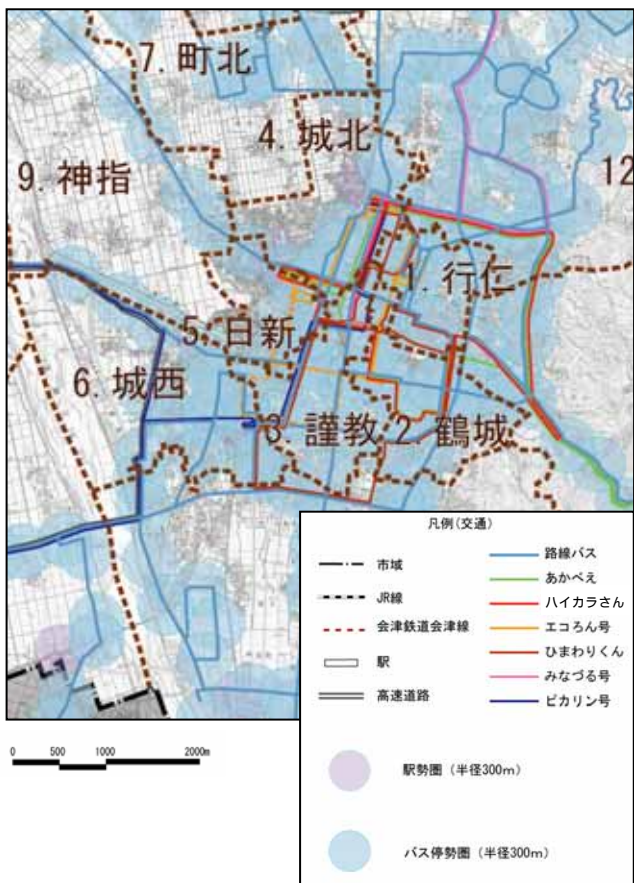 7. 町北
4. 城北
9. 神指
12
1. 行仁
5. 日新
6. 城西
3. 謹教
2. 鶴城
凡例(交通)
市域
JR線
会津鉄道会津線
駅
高速道路
路線バス
あかべえ
ハイカラさん
エコろん号
ひまわりくん
みなづる号
ピカリン号
駅勢圏（半径300m）
バス停勢圏（半径300m）
0 500 1000 2000m